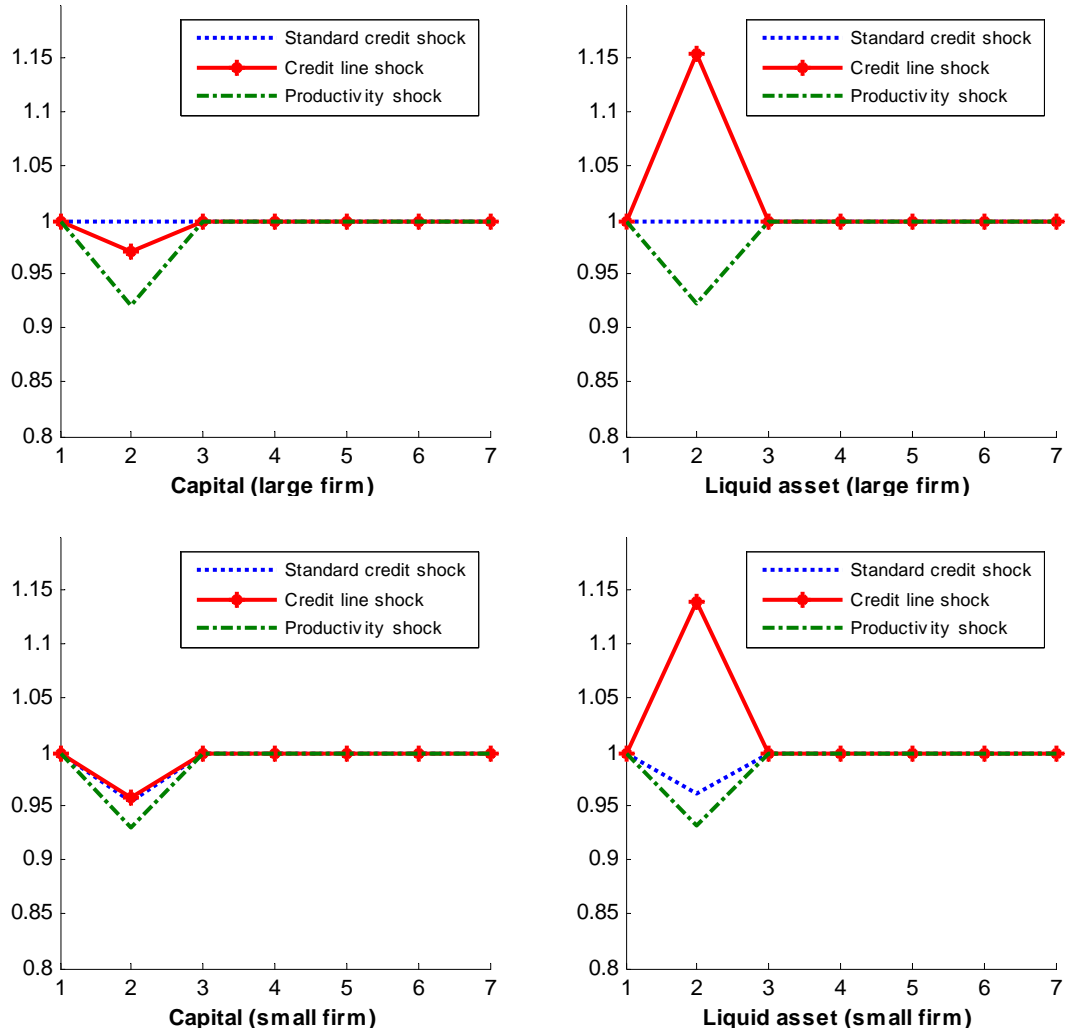 Standard credit shock
Credit line shock
Productivity shock
1.15
1.1
1.05
1
0.95
0.9
0.85
0.8
1 2 3 4 5 6 7
Capital (large firm)
Standard credit shock
Credit line shock
Productivity shock
1.15
1.1
1.05
1
0.95
0.9
0.85
0.8
1 2 3 4 5 6 7
Liquid asset (large firm)
Standard credit shock
Credit line shock
Productivity shock
1.15
1.1
1.05
1
0.95
0.9
0.85
0.8
1 2 3 4 5 6 7
Capital (small firm)
Standard credit shock
Credit line shock
Productivity shock
1.15
1.1
1.05
1
0.95
0.9
0.85
0.8
1 2 3 4 5 6 7
Liquid asset (small firm)